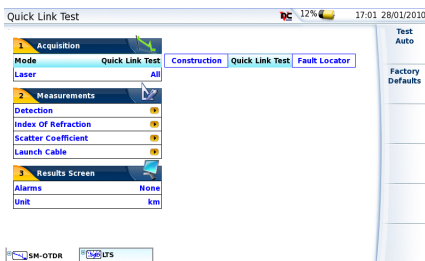 Quick Link Test DC 12% 17:01 28/01/2010
1 Acquisition
Mode Quick Link Test Construction Quick Link Test Fault Locator
Laser All
2 Measurements
Detection
Index Of Refraction
Scatter Coefficient
Launch Cable
3 Results Screen
Alarms None
Unit km
Test
Auto
Factory
Defaults
SM-OTDR LTS